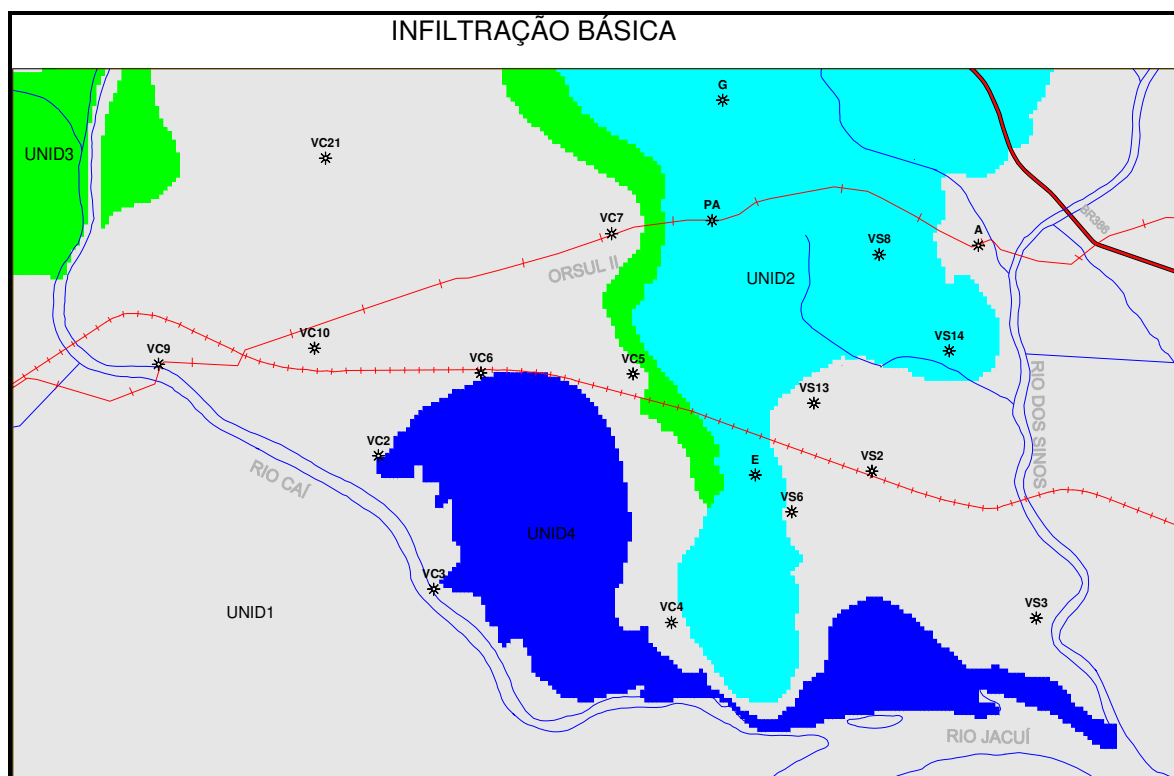 INFILTRAÇÃO BÁSICA
G
VC21
UNID3
PA
VC7
BR386
A
VS8
ORSUL II
UNID2
VC10
VS14
VC9
VC6
VC5
RIO DOS SINOS
VS13
VC2
E
VS2
RIO CAÍ
VS6
UNID4
VC3
UNID1
VC4
VS3
RIO JACUÍ